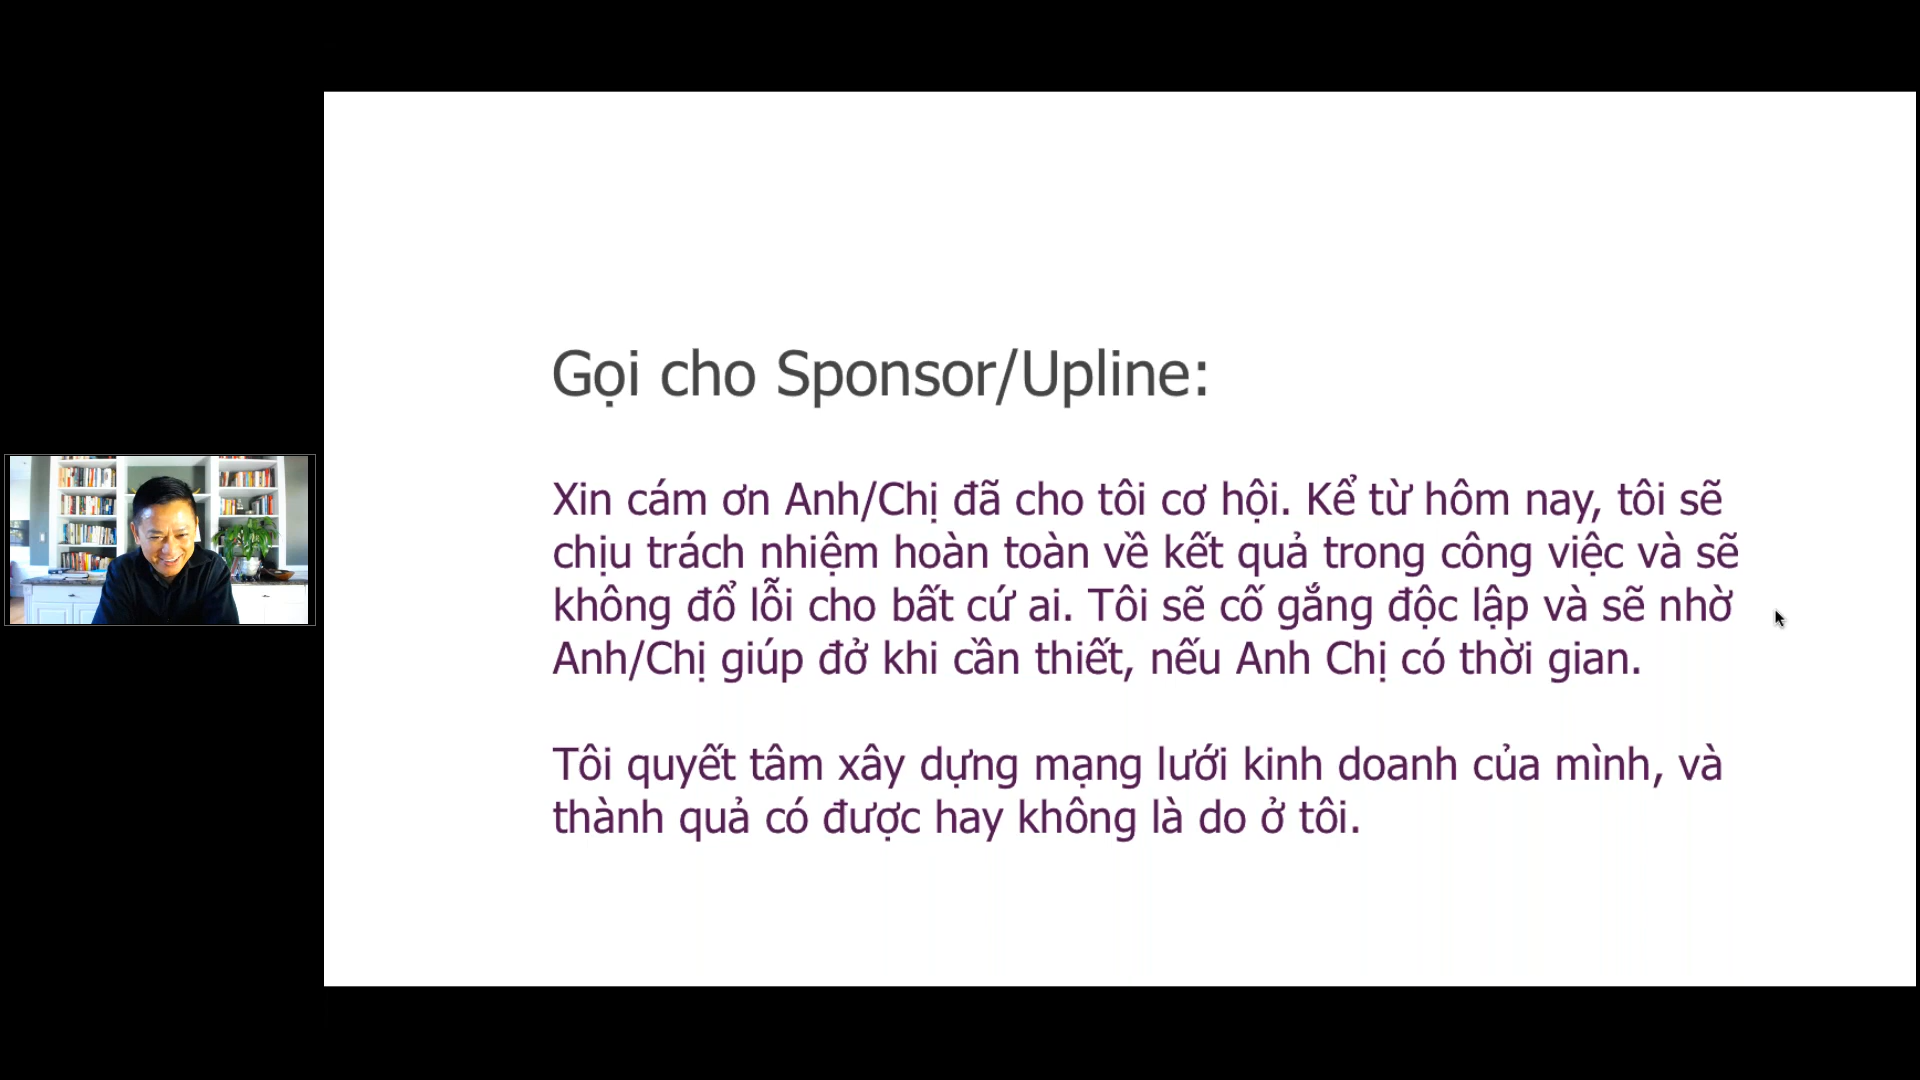 Gọi cho Sponsor/Upline:
Xin cám ơn Anh/Chị đã cho tôi cơ hội. Kể từ hôm nay, tôi sẽ
chịu trách nhiệm hoàn toàn về kết quả trong công việc và sẽ
không đổ lỗi cho bất cứ ai. Tôi sẽ cố gắng độc lập và sẽ nhờ
Anh/Chị giúp đở khi cần thiết, nếu Anh Chị có thời gian.
Tôi quyết tâm xây dựng mạng lưới kinh doanh của mình, và
thành quả có được hay không là do ở tôi.